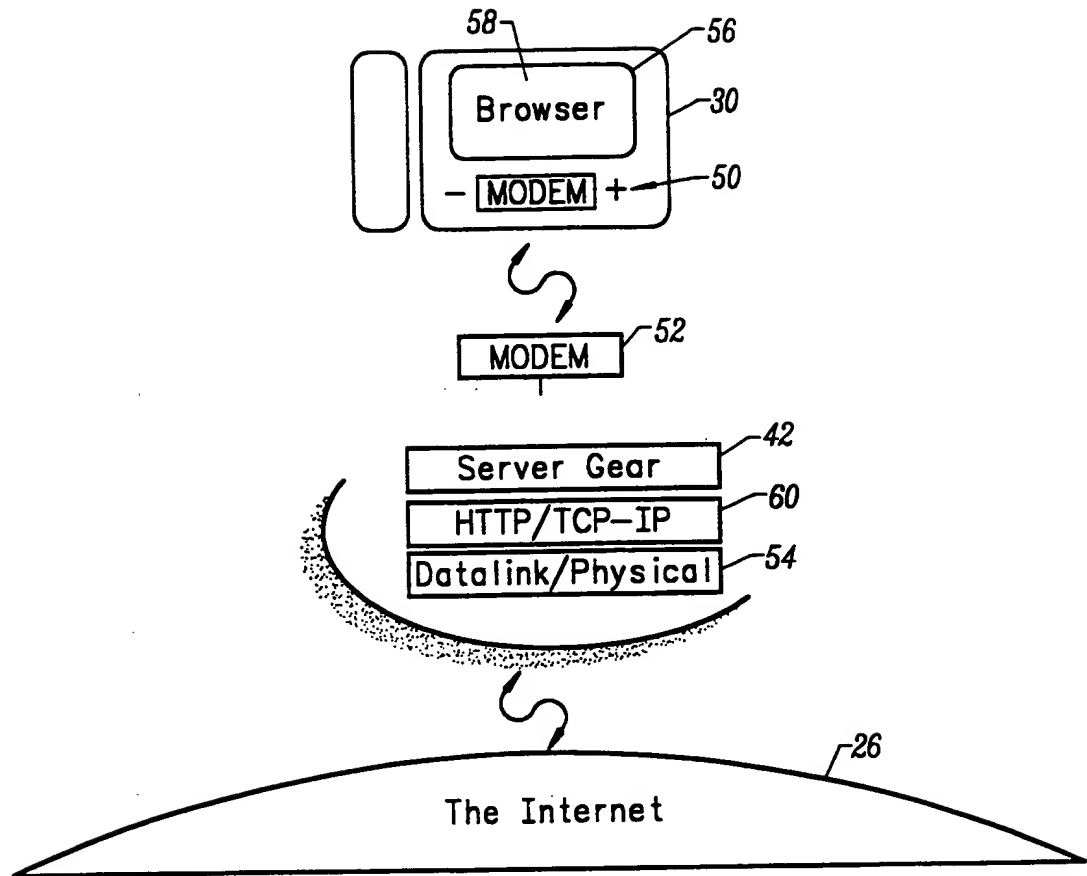 58
56
Browser
30
- MODEM +
50
MODEM
52
42
Server Gear
60
HTTP/TCP-IP
54
Datalink/Physical
26
The Internet